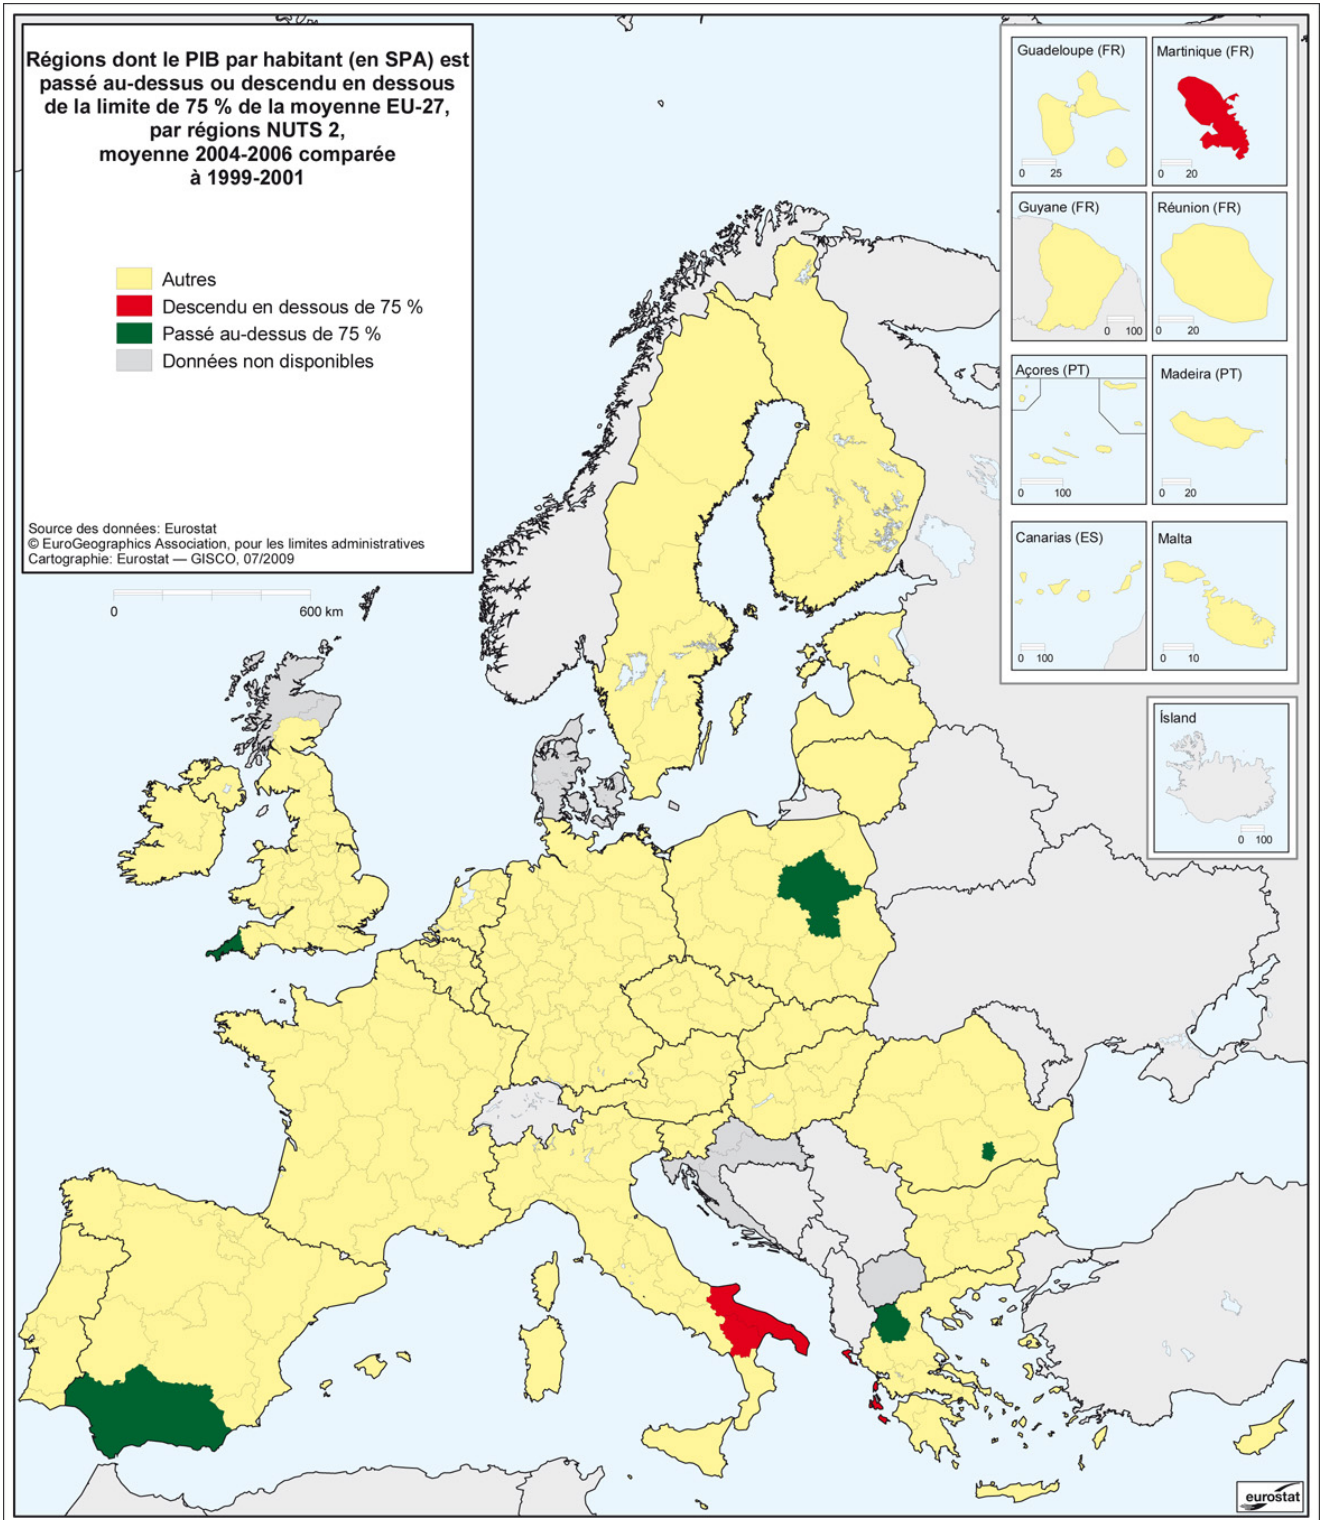 Régions dont le PIB par habitant (en SPA) est
passé au-dessus ou descendu en dessous
de la limite de 75 % de la moyenne EU-27,
par régions NUTS 2,
moyenne 2004-2006 comparée
à 1999-2001
Autres
Descendu en dessous de 75 %
Passé au-dessus de 75 %
Données non disponibles
Source des données: Eurostat
© EuroGeographics Association, pour les limites administratives
Cartographie: Eurostat — GISCO, 07/2009
0 600 km
Guadeloupe (FR)
0 25
Martinique (FR)
0 20
Guyane (FR)
0 100
Réunion (FR)
0 20
Açores (PT)
0 100
Madeira (PT)
0 20
Canarias (ES)
0 100
Malta
0 10
Ísland
0 100
eurostat